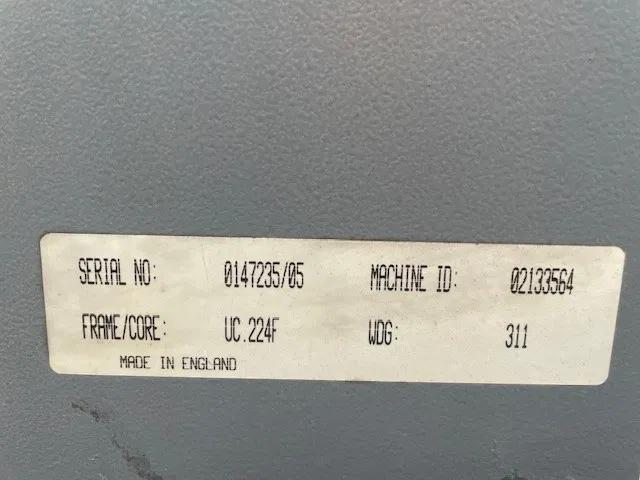 SERIAL NO: 0147235/05 MACHINE ID: 02133564
FRAME/CORE: UC.224F WDG: 311
MADE IN ENGLAND